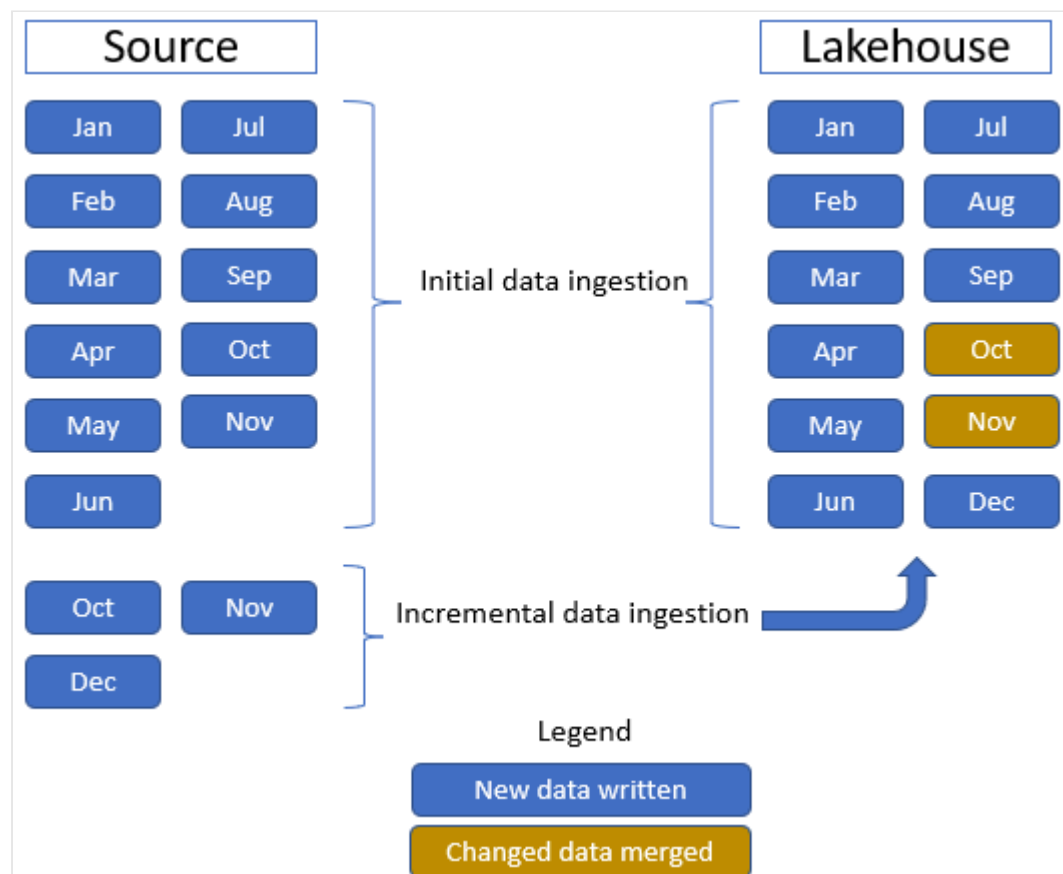 Source
Lakehouse
Jan
Jul
Feb
Aug
Mar
Sep
Apr
Oct
May
Nov
Jun
Initial data ingestion
Jan
Jul
Feb
Aug
Mar
Sep
Apr
Oct
May
Nov
Jun
Dec
Oct
Nov
Dec
Incremental data ingestion
Legend
New data written
Changed data merged